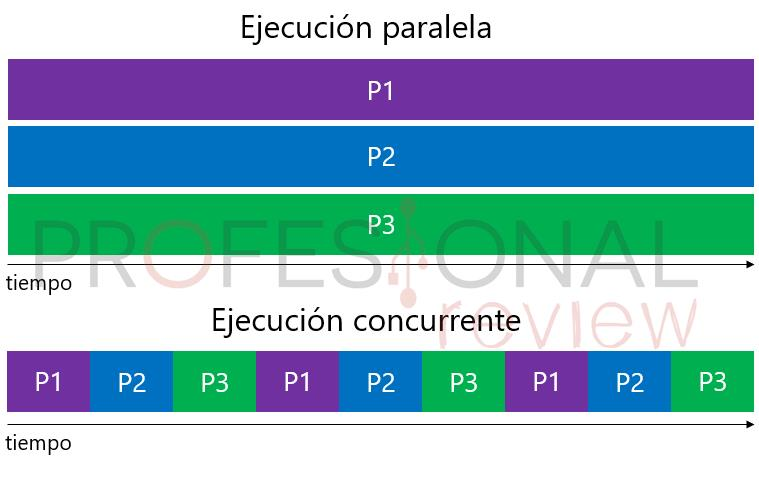 Ejecución paralela
P1
P2
P3
PROFESIONAL
review
tiempo
Ejecución concurrente
P1 P2 P3 P1 P2 P3 P1 P2 P3
tiempo